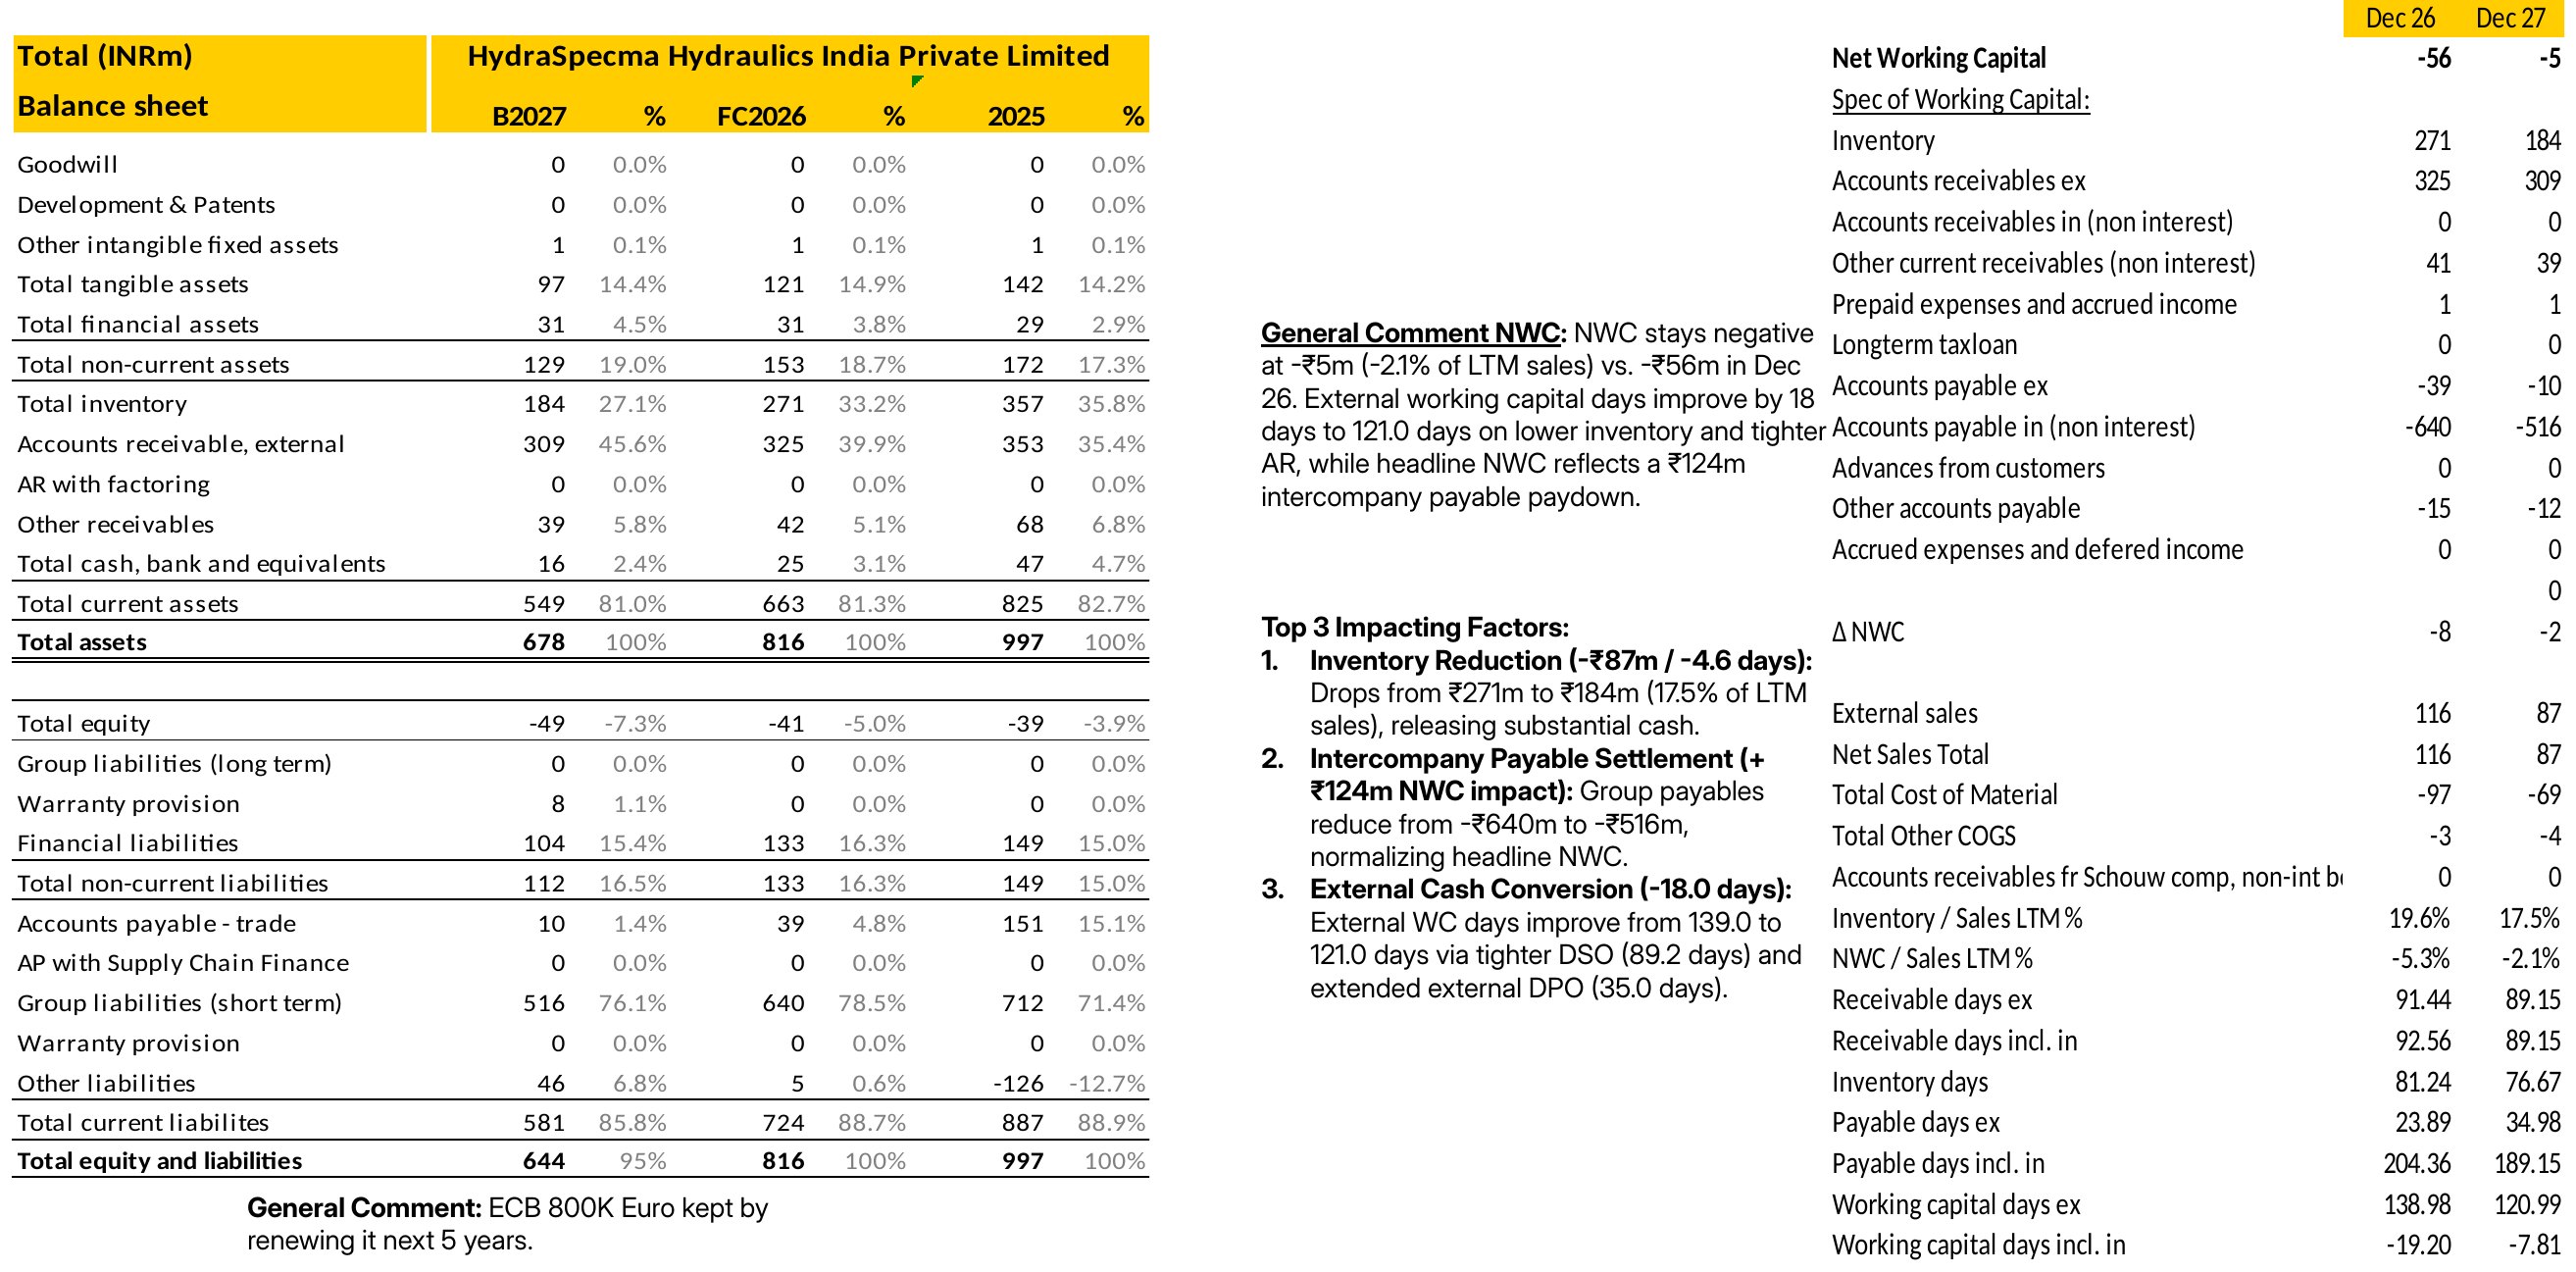 Total (INRm) HydraSpecma Hydraulics India Private Limited
Balance sheet B2027 % FC2026 % 2025 %
Goodwill 0 0.0% 0 0.0% 0 0.0%
Development & Patents 0 0.0% 0 0.0% 0 0.0%
Other intangible fixed assets 1 0.1% 1 0.1% 1 0.1%
Total tangible assets 97 14.4% 121 14.9% 142 14.2%
Total financial assets 31 4.5% 31 3.8% 29 2.9%
Total non-current assets 129 19.0% 153 18.7% 172 17.3%
Total inventory 184 27.1% 271 33.2% 357 35.8%
Accounts receivable, external 309 45.6% 325 39.9% 353 35.4%
AR with factoring 0 0.0% 0 0.0% 0 0.0%
Other receivables 39 5.8% 42 5.1% 68 6.8%
Total cash, bank and equivalents 16 2.4% 25 3.1% 47 4.7%
Total current assets 549 81.0% 663 81.3% 825 82.7%
Total assets 678 100% 816 100% 997 100%
Total equity -49 -7.3% -41 -5.0% -39 -3.9%
Group liabilities (long term) 0 0.0% 0 0.0% 0 0.0%
Warranty provision 8 1.1% 0 0.0% 0 0.0%
Financial liabilities 104 15.4% 133 16.3% 149 15.0%
Total non-current liabilities 112 16.5% 133 16.3% 149 15.0%
Accounts payable - trade 10 1.4% 39 4.8% 151 15.1%
AP with Supply Chain Finance 0 0.0% 0 0.0% 0 0.0%
Group liabilities (short term) 516 76.1% 640 78.5% 712 71.4%
Warranty provision 0 0.0% 0 0.0% 0 0.0%
Other liabilities 46 6.8% 5 0.6% -126 -12.7%
Total current liabilites 581 85.8% 724 88.7% 887 88.9%
Total equity and liabilities 644 95% 816 100% 997 100%
General Comment: ECB 800K Euro kept by
renewing it next 5 years.
General Comment NWC: NWC stays negative
at -₹5m (-2.1% of LTM sales) vs. -₹56m in Dec
26. External working capital days improve by 18
days to 121.0 days on lower inventory and tighter
AR, while headline NWC reflects a ₹124m
intercompany payable paydown.
Top 3 Impacting Factors:
1. Inventory Reduction (-₹87m / -4.6 days):
Drops from ₹271m to ₹184m (17.5% of LTM
sales), releasing substantial cash.
2. Intercompany Payable Settlement (+
₹124m NWC impact): Group payables
reduce from -₹640m to -₹516m,
normalizing headline NWC.
3. External Cash Conversion (-18.0 days):
External WC days improve from 139.0 to
121.0 days via tighter DSO (89.2 days) and
extended external DPO (35.0 days).
Dec 26 Dec 27
Net Working Capital -56 -5
Spec of Working Capital:
Inventory 271 184
Accounts receivables ex 325 309
Accounts receivables in (non interest) 0 0
Other current receivables (non interest) 41 39
Prepaid expenses and accrued income 1 1
Longterm taxloan 0 0
Accounts payable ex -39 -10
Accounts payable in (non interest) -640 -516
Advances from customers 0 0
Other accounts payable -15 -12
Accrued expenses and defered income 0 0
0
Δ NWC -8 -2
External sales 116 87
Net Sales Total 116 87
Total Cost of Material -97 -69
Total Other COGS -3 -4
Accounts receivables fr Schouw comp, non-int 0 0
Inventory / Sales LTM % 19.6% 17.5%
NWC / Sales LTM % -5.3% -2.1%
Receivable days ex 91.44 89.15
Receivable days incl. in 92.56 89.15
Inventory days 81.24 76.67
Payable days ex 23.89 34.98
Payable days incl. in 204.36 189.15
Working capital days ex 138.98 120.99
Working capital days incl. in -19.20 -7.81